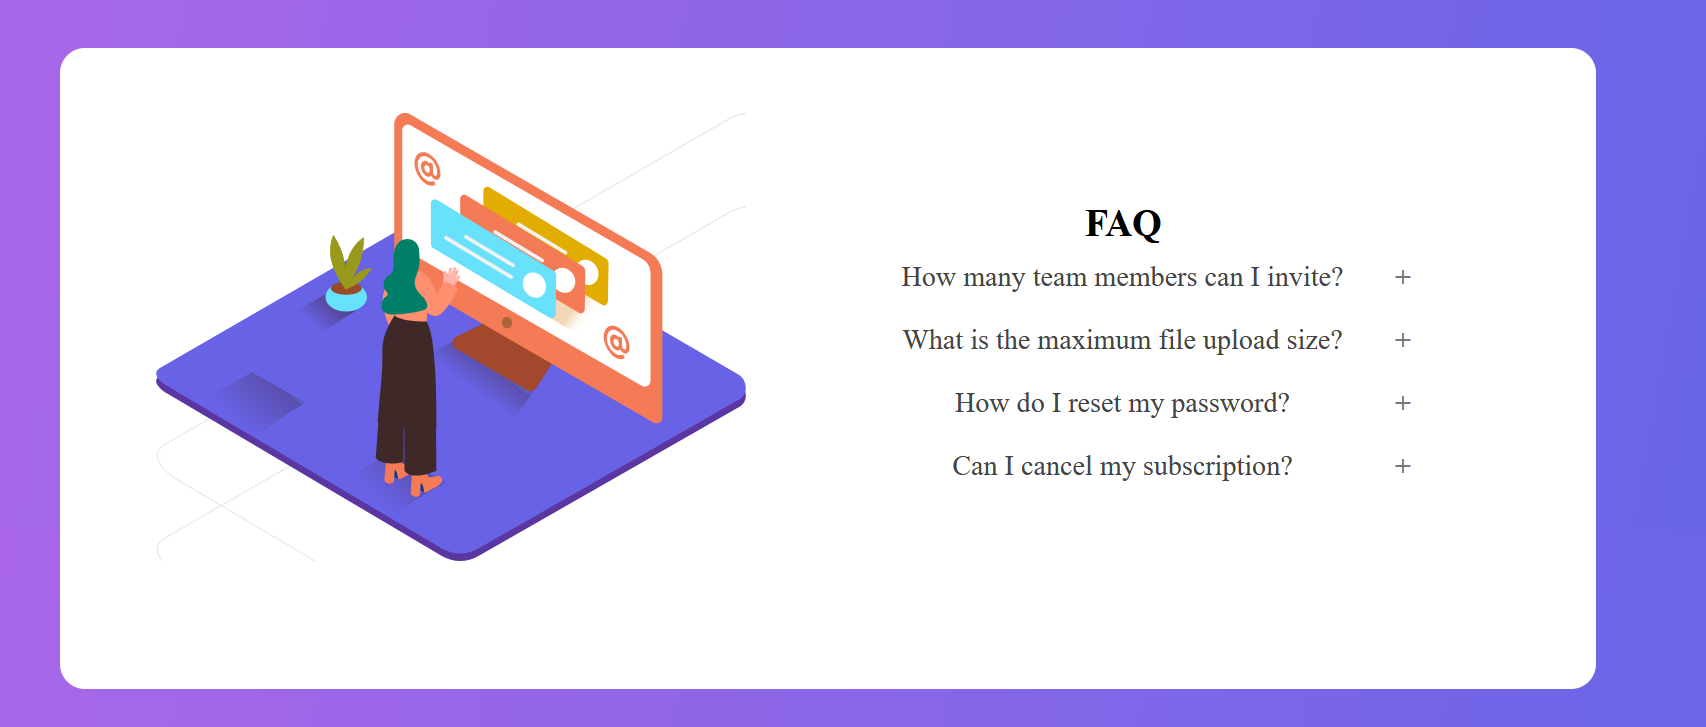 @
@
FAQ
How many team members can I invite? +
What is the maximum file upload size? +
How do I reset my password? +
Can I cancel my subscription? +